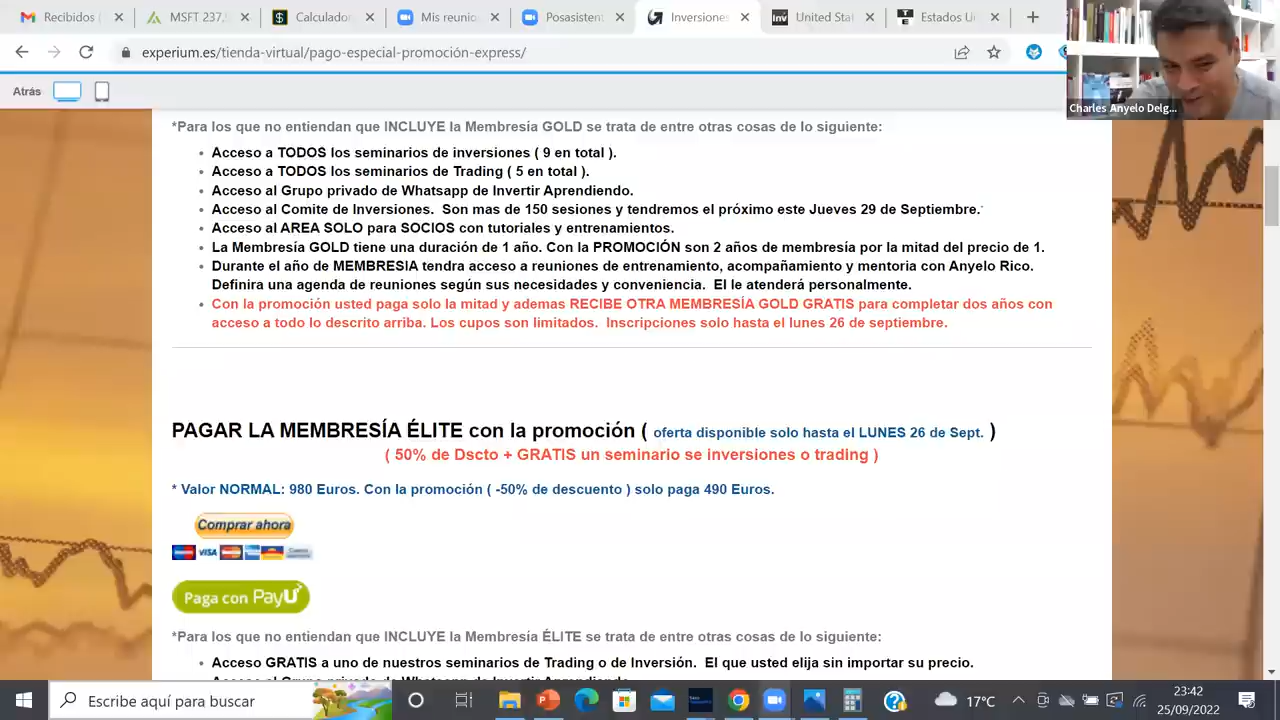 Recibidos (
MSFT 237.
Calculador
Mis reunio
Posasisten
Inversione
United Stat
Estados Un
experium.es/tienda-virtual/pago-especial-promoción-express/
Atrás
Charles Anyelo Delg...
*Para los que no entiendan que INCLUYE la Membresía GOLD se trata de entre otras cosas de lo siguiente:
Acceso a TODOS los seminarios de inversiones ( 9 en total ).
Acceso a TODOS los seminarios de Trading ( 5 en total ).
Acceso al Grupo privado de Whatsapp de Invertir Aprendiendo.
Acceso al Comite de Inversiones. Son mas de 150 sesiones y tendremos el próximo este Jueves 29 de Septiembre.
Acceso al AREA SOLO para SOCIOS con tutoriales y entrenamientos.
La Membresía GOLD tiene una duración de 1 año. Con la PROMOCIÓN son 2 años de membresía por la mitad del precio de 1.
Durante el año de MEMBRESIA tendra acceso a reuniones de entrenamiento, acompañamiento y mentoria con Anyelo Rico.
Definira una agenda de reuniones según sus necesidades y conveniencia. El le atenderá personalmente.
Con la promoción usted paga solo la mitad y ademas RECIBE OTRA MEMBRESÍA GOLD GRATIS para completar dos años con
acceso a todo lo descrito arriba. Los cupos son limitados. Inscripciones solo hasta el lunes 26 de septiembre.
PAGAR LA MEMBRESÍA ÉLITE con la promoción ( oferta disponible solo hasta el LUNES 26 de Sept. )
( 50% de Dscto + GRATIS un seminario se inversiones o trading )
* Valor NORMAL: 980 Euros. Con la promoción ( -50% de descuento ) solo paga 490 Euros.
Comprar ahora
VISA
Paga con PayU
*Para los que no entiendan que INCLUYE la Membresía ÉLITE se trata de entre otras cosas de lo siguiente:
Acceso GRATIS a uno de nuestros seminarios de Trading o de Inversión. El que usted elija sin importar su precio.
Escribe aquí para buscar
17°C
23:42
25/09/2022